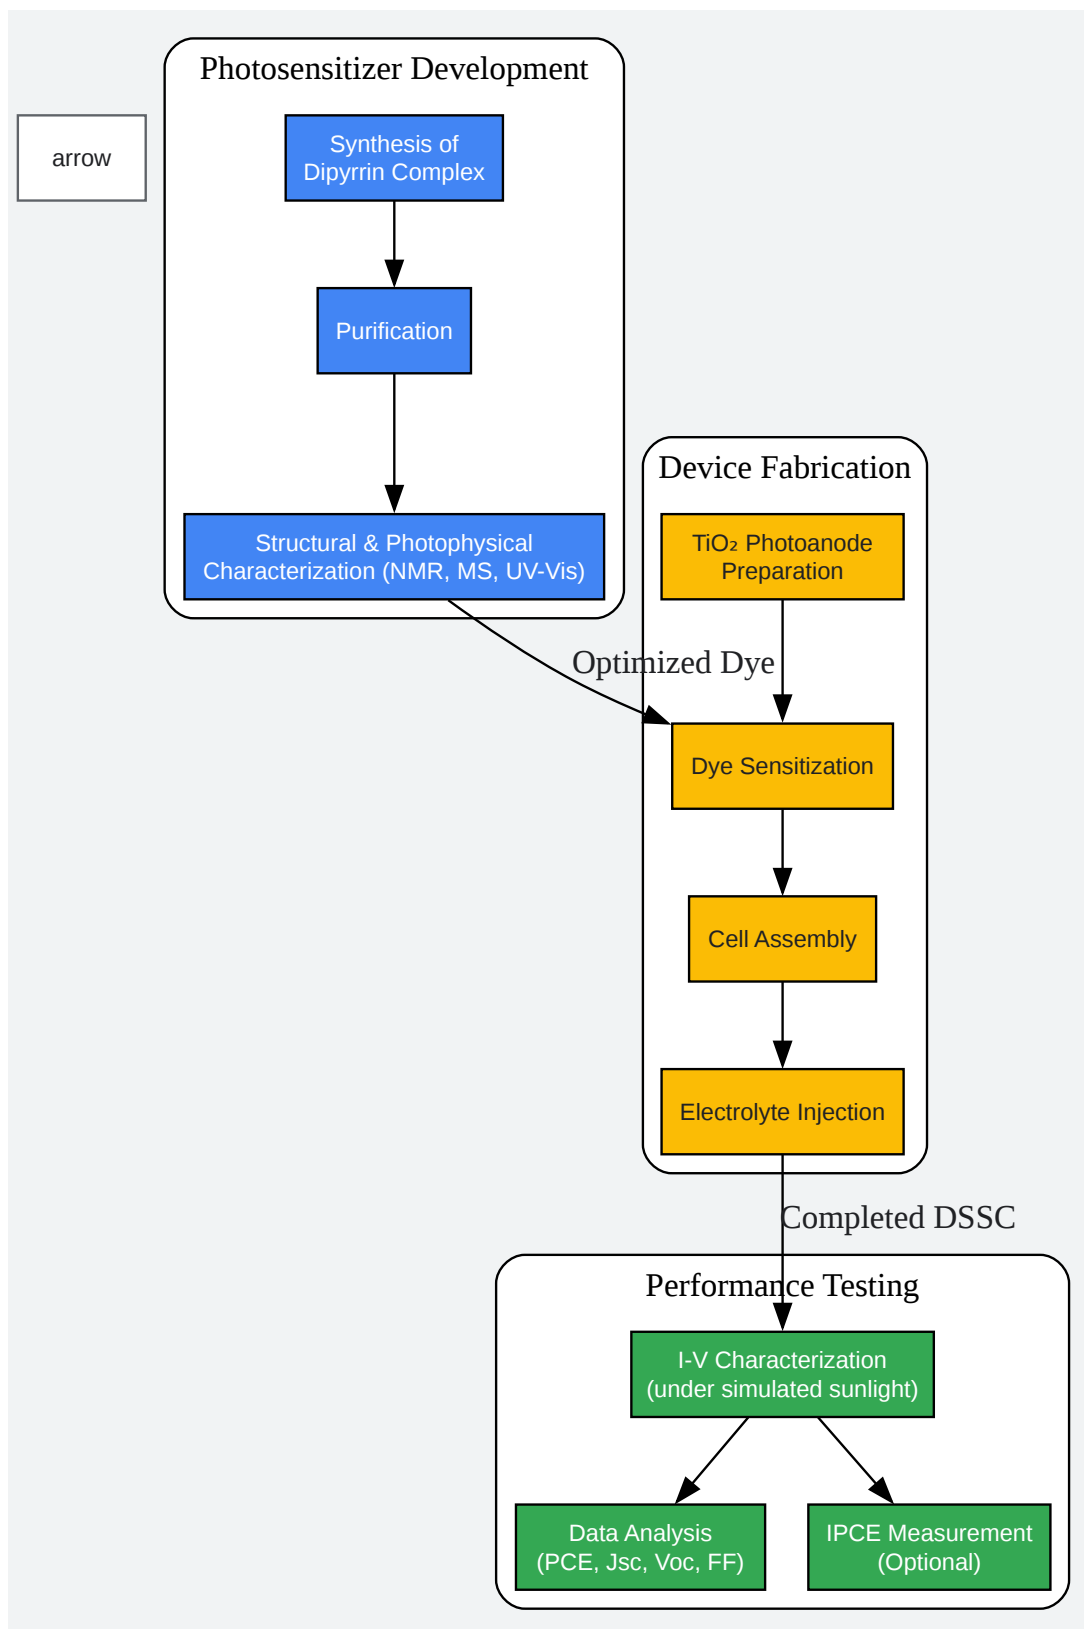 Photosensitizer Development
arrow
Synthesis of
Dipyrrin Complex
Purification
Structural & Photophysical
Characterization (NMR, MS, UV-Vis)
Device Fabrication
TiO₂ Photoanode
Preparation
Optimized Dye
Dye Sensitization
Cell Assembly
Electrolyte Injection
Completed DSSC
Performance Testing
I-V Characterization
(under simulated sunlight)
Data Analysis
(PCE, Jsc, Voc, FF)
IPCE Measurement
(Optional)